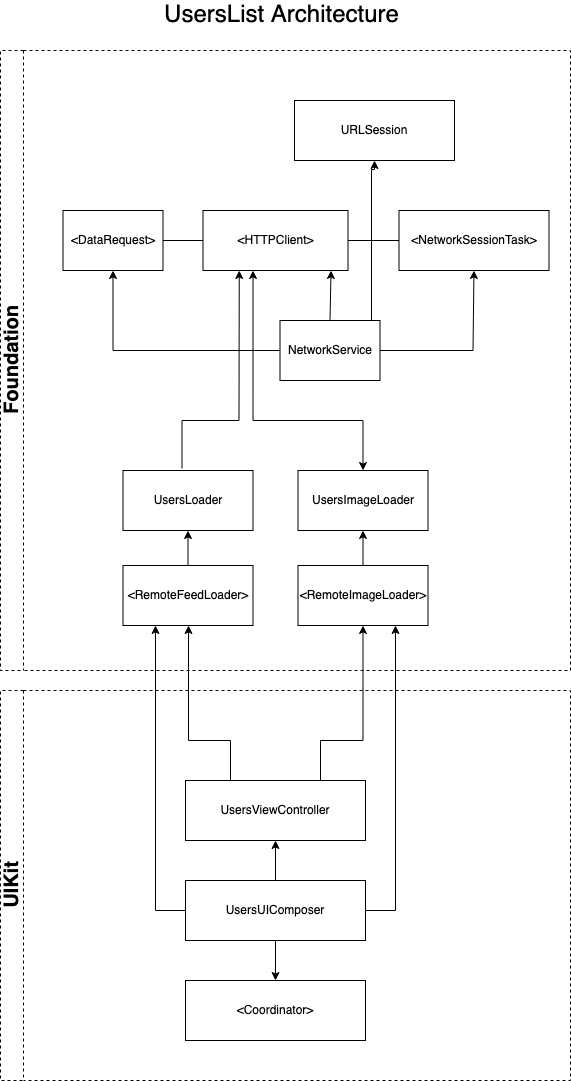 UsersList Architecture
Foundation
URLSession
<DataRequest>
<HTTPClient>
<NetworkSessionTask>
NetworkService
UsersLoader
UsersImageLoader
<RemoteFeedLoader>
<RemoteImageLoader>
UIKit
UsersViewController
UsersUIComposer
<Coordinator>